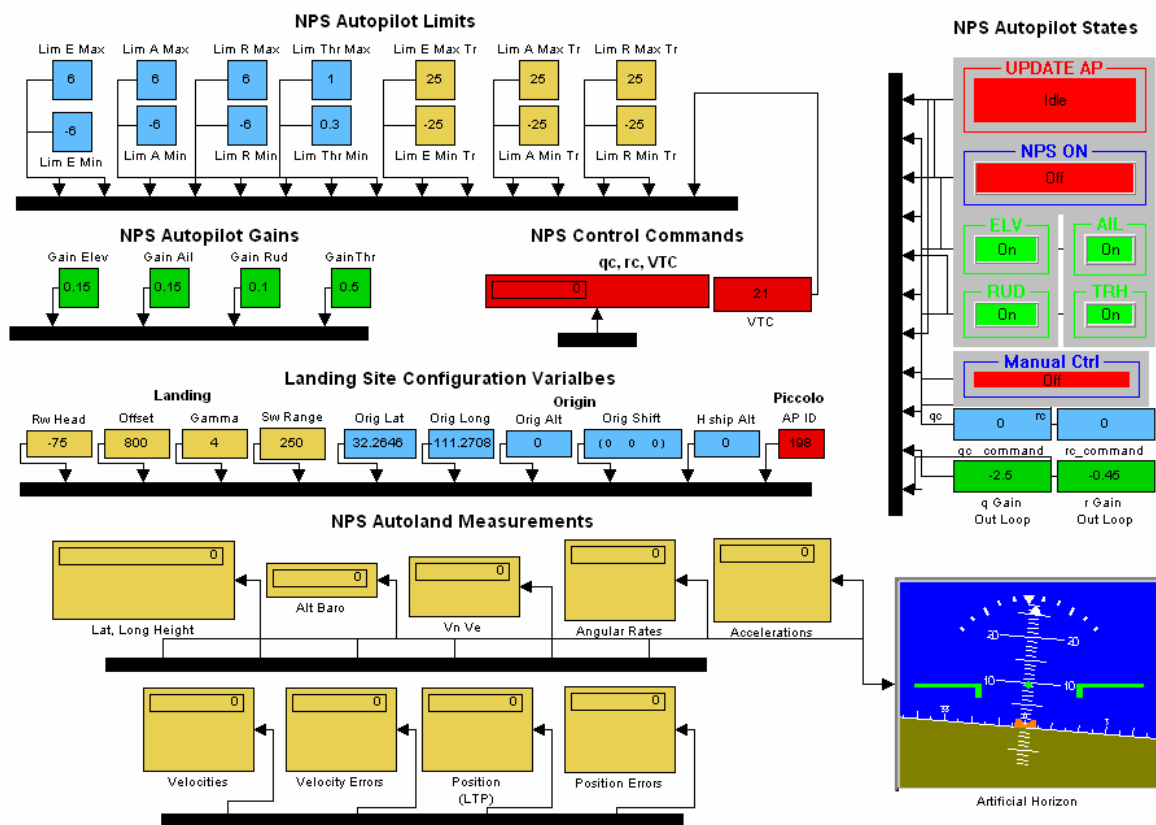 NPS Autopilot Limits
Lim E Max Lim A Max Lim R Max Lim Thr Max Lim E Max Tr Lim A Max Tr Lim R Max Tr
6 6 6 1 25 25 25
-6 -6 -6 0.3 -25 -25 -25
Lim E Min Lim A Min Lim R Min Lim Thr Min Lim E Min Tr Lim A Min Tr Lim R Min Tr
NPS Autopilot Gains
Gain Elev Gain Ail Gain Rud GainThr
0.15 0.15 0.1 0.5
NPS Control Commands
qc, rc, VTC
0 21
VTC
Landing Site Configuration Varialbes
Landing Origin Piccolo
Rw Head Offset Gamma Sw Range Orig Lat Orig Long Orig Alt Orig Shift H ship Alt AP ID
-75 800 4 250 32.2646 -111.2708 0 (0 0 0) 0 198
NPS Autoland Measurements
0 0 0 0 0
Lat, Long Height Alt Baro Vn Ve Angular Rates Accelerations
0 0 0 0
Velocities Velocity Errors Position Position Errors
(LTP)
NPS Autopilot States
UPDATE AP
Idle
NPS ON
Off
ELV AIL
On On
RUD TRH
On On
Manual Ctrl
Off
qc rc
0 0
qc_command rc_command
-2.5 -0.45
q Gain r Gain
Out Loop Out Loop
20 20
10 10
33 3
Artificial Horizon